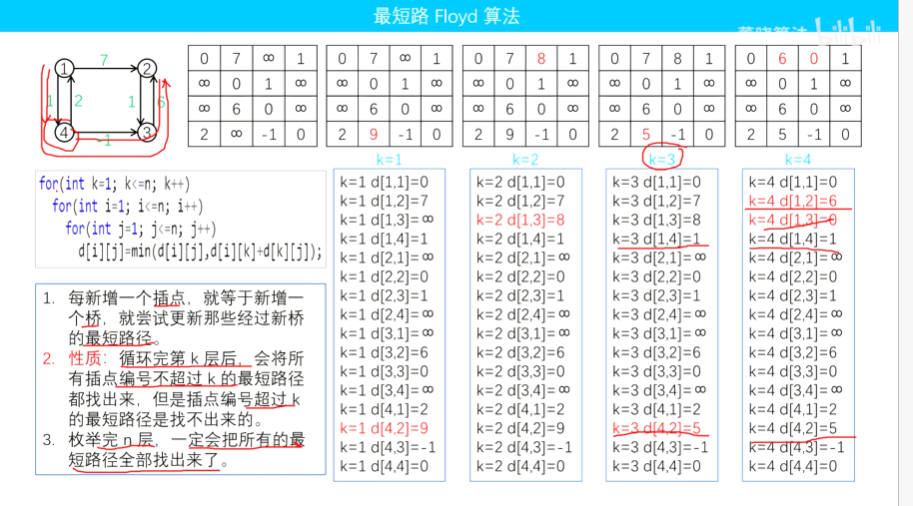 最短路 Floyd 算法
董晓算法 bilibili
7
1 2
1 2 1 6
4 3
-1
0 7 ∞ 1
∞ 0 1 ∞
∞ 6 0 ∞
2 ∞ -1 0
0 7 ∞ 1
∞ 0 1 ∞
∞ 6 0 ∞
2 9 -1 0
k=1
0 7 8 1
∞ 0 1 ∞
∞ 6 0 ∞
2 9 -1 0
k=2
0 7 8 1
∞ 0 1 ∞
∞ 6 0 ∞
2 5 -1 0
k=3
0 6 0 1
∞ 0 1 ∞
∞ 6 0 ∞
2 5 -1 0
k=4
for(int k=1; k<=n; k++)
for(int i=1; i<=n; i++)
for(int j=1; j<=n; j++)
d[i][j]=min(d[i][j],d[i][k]+d[k][j]);
1. 每新增一个插点，就等于新增一
个桥，就尝试更新那些经过新桥
的最短路径。
2. 性质：循环完第 k 层后，会将所
有插点编号不超过 k 的最短路径
都找出来，但是插点编号超过 k
的最短路径是找不出来的。
3. 枚举完 n 层，一定会把所有的最
短路径全部找出来了。
k=1 d[1,1]=0
k=1 d[1,2]=7
k=1 d[1,3]=∞
k=1 d[1,4]=1
k=1 d[2,1]=∞
k=1 d[2,2]=0
k=1 d[2,3]=1
k=1 d[2,4]=∞
k=1 d[3,1]=∞
k=1 d[3,2]=6
k=1 d[3,3]=0
k=1 d[3,4]=∞
k=1 d[4,1]=2
k=1 d[4,2]=9
k=1 d[4,3]=-1
k=1 d[4,4]=0
k=2 d[1,1]=0
k=2 d[1,2]=7
k=2 d[1,3]=8
k=2 d[1,4]=1
k=2 d[2,1]=∞
k=2 d[2,2]=0
k=2 d[2,3]=1
k=2 d[2,4]=∞
k=2 d[3,1]=∞
k=2 d[3,2]=6
k=2 d[3,3]=0
k=2 d[3,4]=∞
k=2 d[4,1]=2
k=2 d[4,2]=9
k=2 d[4,3]=-1
k=2 d[4,4]=0
k=3 d[1,1]=0
k=3 d[1,2]=7
k=3 d[1,3]=8
k=3 d[1,4]=1
k=3 d[2,1]=∞
k=3 d[2,2]=0
k=3 d[2,3]=1
k=3 d[2,4]=∞
k=3 d[3,1]=∞
k=3 d[3,2]=6
k=3 d[3,3]=0
k=3 d[3,4]=∞
k=3 d[4,1]=2
k=3 d[4,2]=5
k=3 d[4,3]=-1
k=3 d[4,4]=0
k=4 d[1,1]=0
k=4 d[1,2]=6
k=4 d[1,3]=0
k=4 d[1,4]=1
k=4 d[2,1]=∞
k=4 d[2,2]=0
k=4 d[2,3]=1
k=4 d[2,4]=∞
k=4 d[3,1]=∞
k=4 d[3,2]=6
k=4 d[3,3]=0
k=4 d[3,4]=∞
k=4 d[4,1]=2
k=4 d[4,2]=5
k=4 d[4,3]=-1
k=4 d[4,4]=0